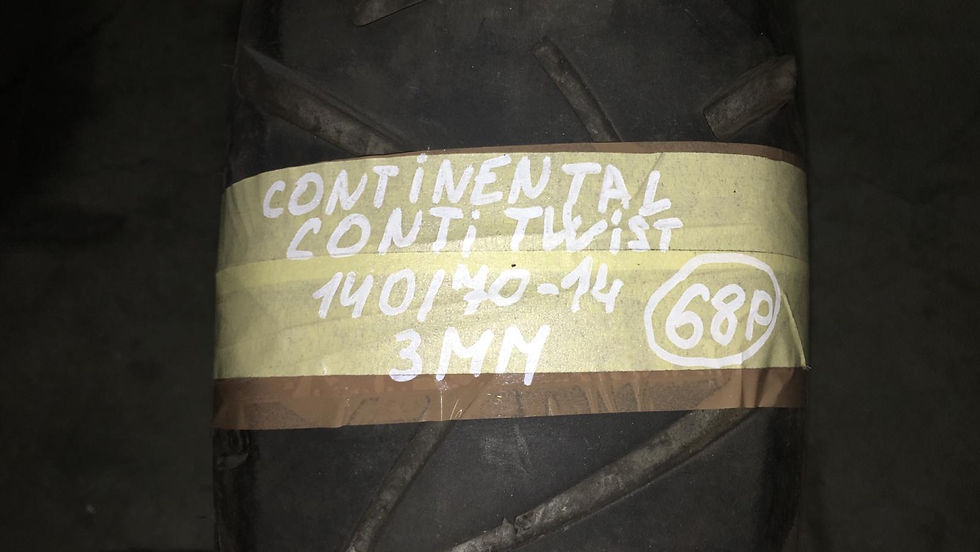 CONTiNENTAL
CONTi TWiST
140/70-14
68P
3MM